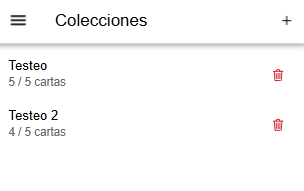 Colecciones
Testeo
5 / 5 cartas
Testeo 2
4 / 5 cartas